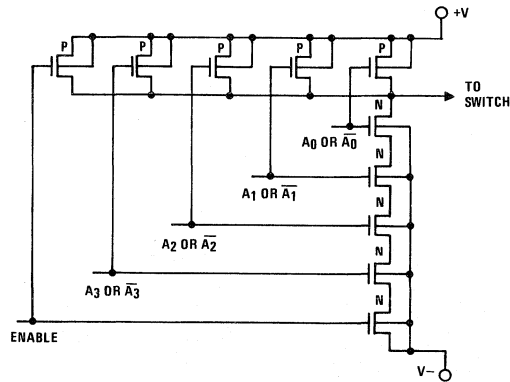 +V
P P P P P
TO
SWITCH
N
A0 OR A̅0̅
N
A1 OR A̅1̅
N
A2 OR A̅2̅
N
A3 OR A̅3̅
N
ENABLE
V−